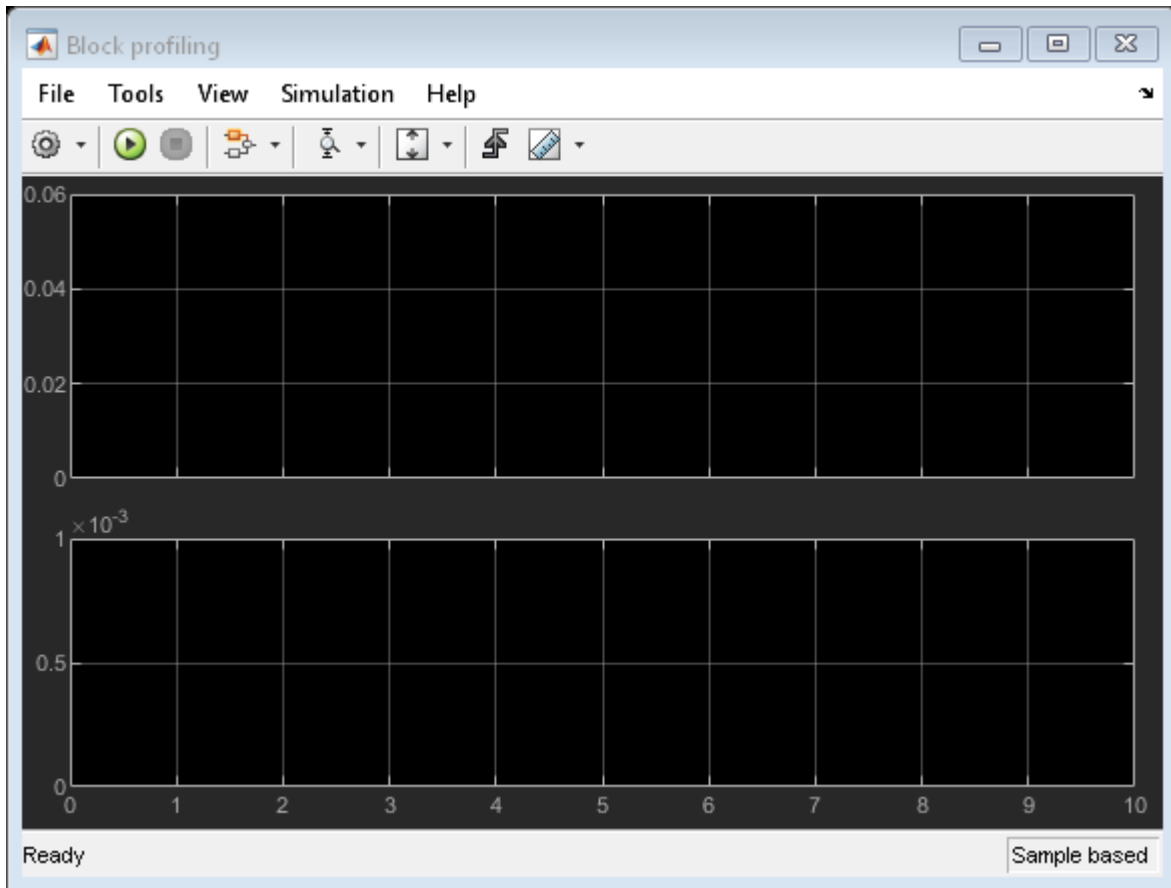 Block profiling
File Tools View Simulation Help
0.06
0.04
0.02
0
×10⁻³
1
0.5
0
0 1 2 3 4 5 6 7 8 9 10
Ready Sample based